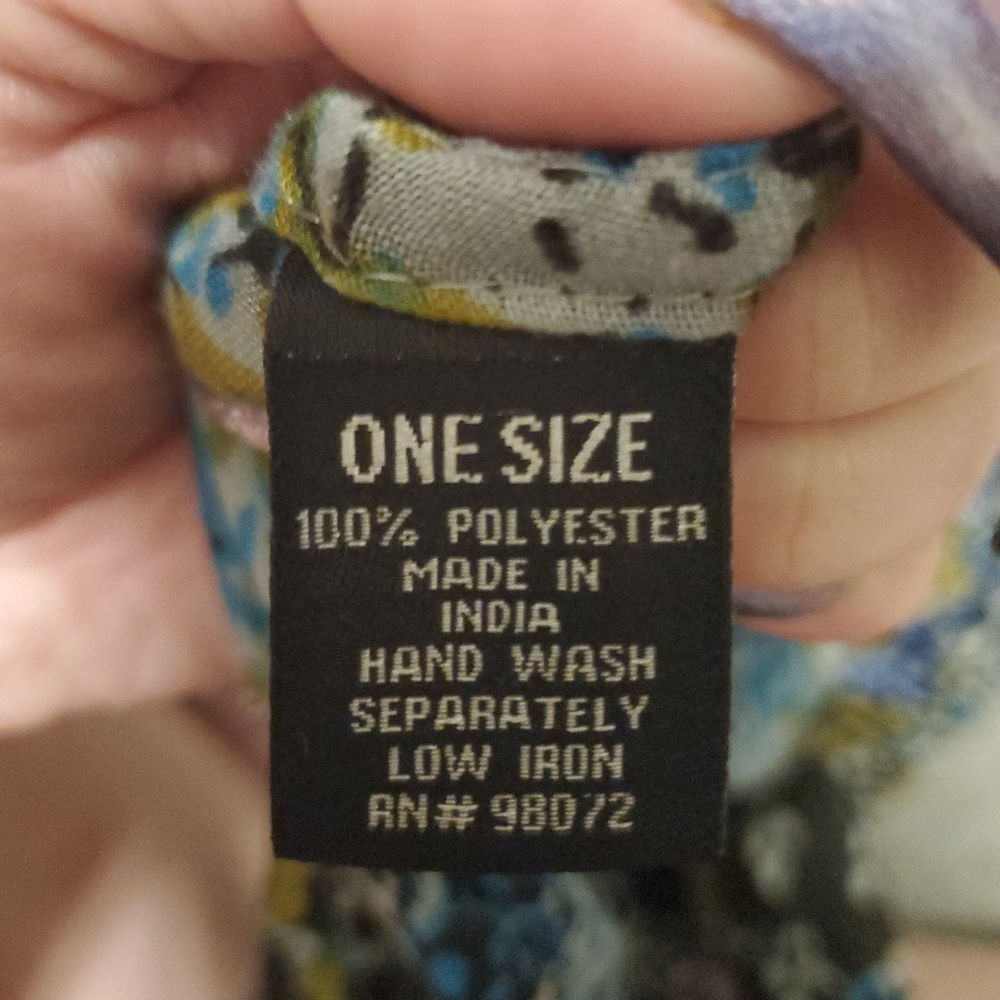 ONE SIZE
100% POLYESTER
MADE IN
INDIA
HAND WASH
SEPARATELY
LOW IRON
RN# 98072